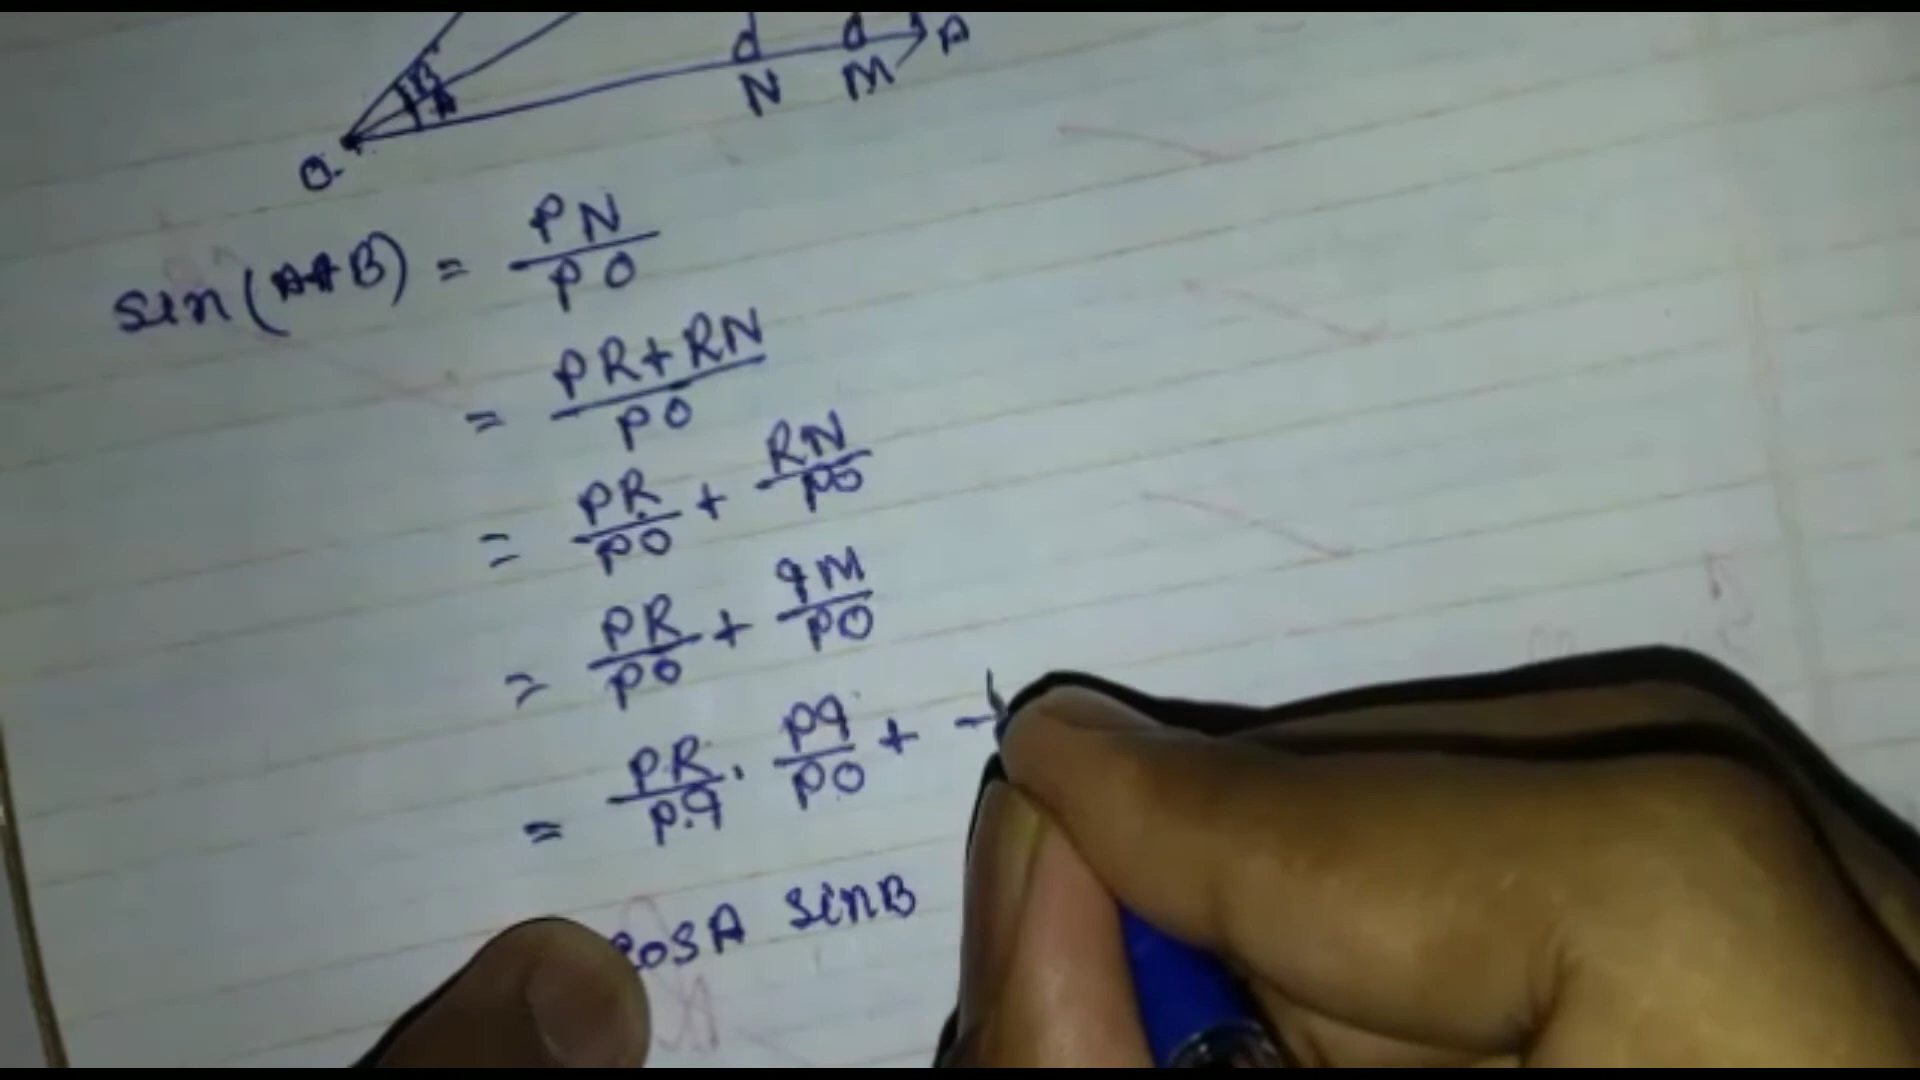 B
A
N M A
O
sin(A+B) = PN/PO
= PR+RN/PO
= PR/PO + RN/PO
= PR/PO + qM/PO
= PR/Pq . Pq/PO +
cosA sinB